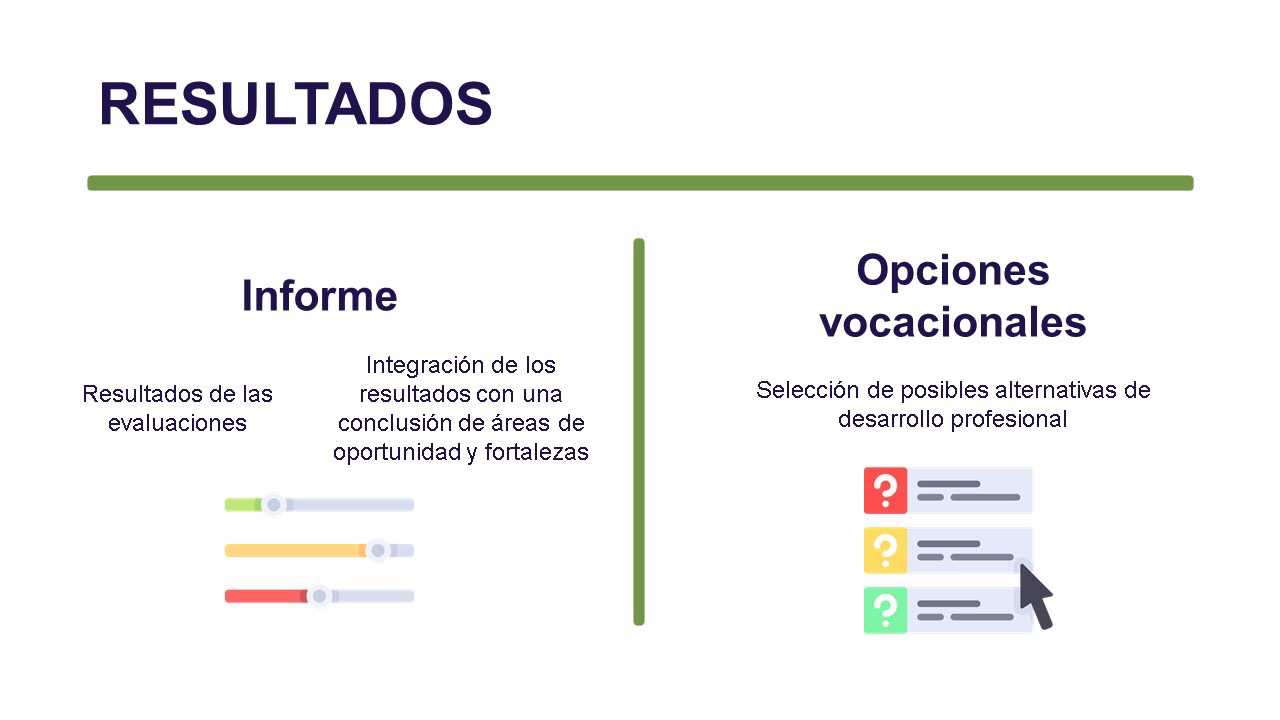 RESULTADOS
Informe
Resultados de las
evaluaciones
Integración de los
resultados con una
conclusión de áreas de
oportunidad y fortalezas
Opciones
vocacionales
Selección de posibles alternativas de
desarrollo profesional
?
?
?